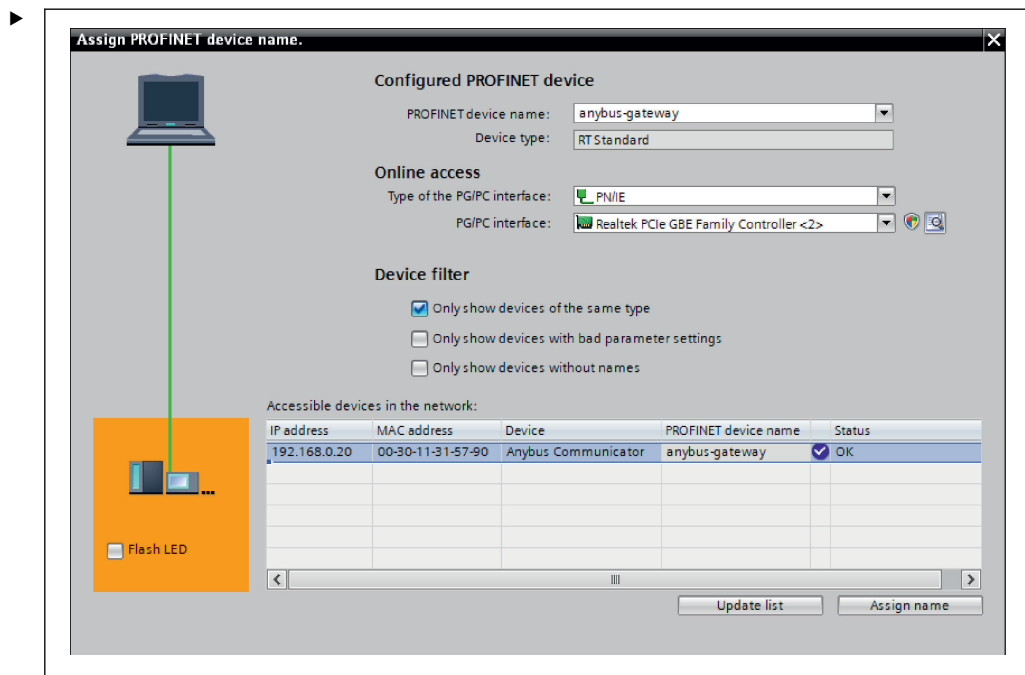 Assign PROFINET device name.
Configured PROFINET device
PROFINET device name: anybus-gateway
Device type: RT Standard
Online access
Type of the PG/PC interface: PN/IE
PG/PC interface: Realtek PCIe GBE Family Controller <2>
Device filter
Only show devices of the same type
Only show devices with bad parameter settings
Only show devices without names
Accessible devices in the network:
IP address MAC address Device PROFINET device name Status
192.168.0.20 00-30-11-31-57-90 Anybus Communicator anybus-gateway OK
...
Flash LED
Update list Assign name